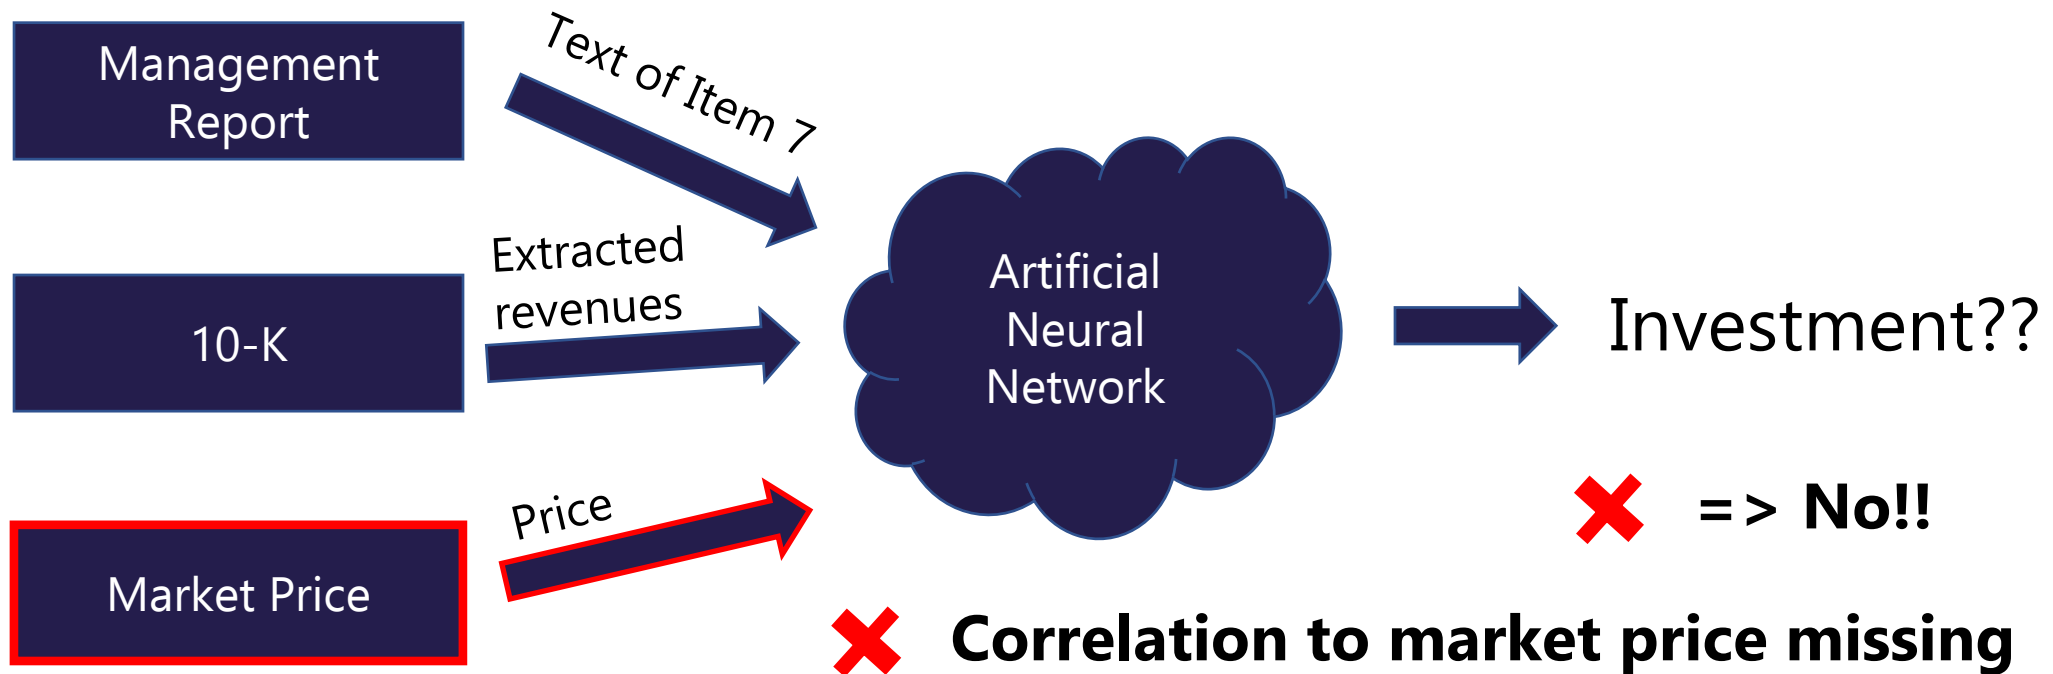 Management
Report
Text of Item 7
10-K
Extracted
revenues
Market Price
Price
Artificial
Neural
Network
Investment??
=> No!!
Correlation to market price missing